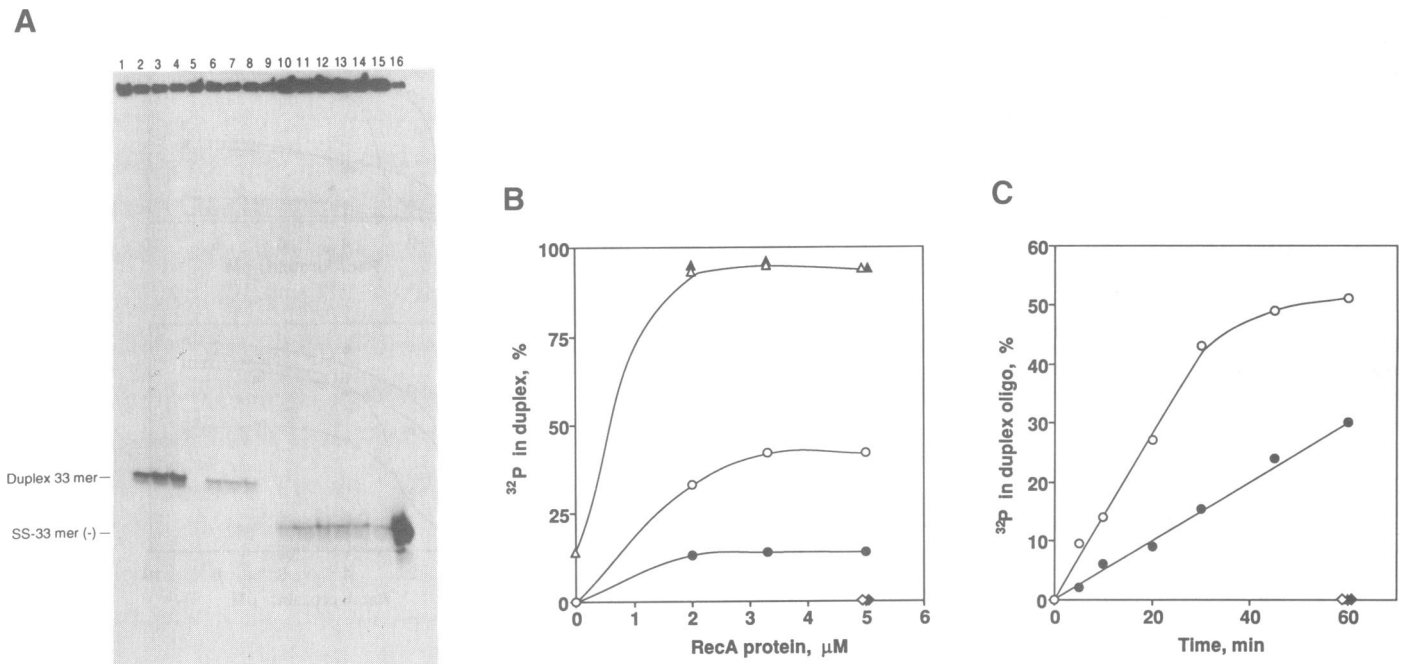 A
1 2 3 4 5 6 7 8 9 10 11 12 13 14 15 16
Duplex 33 mer
SS-33 mer (-)
B
100
75
50
25
0
32P in duplex, %
0 1 2 3 4 5 6
RecA protein, μM
C
60
50
40
30
20
10
0
32P in duplex oligo, %
0 20 40 60
Time, min